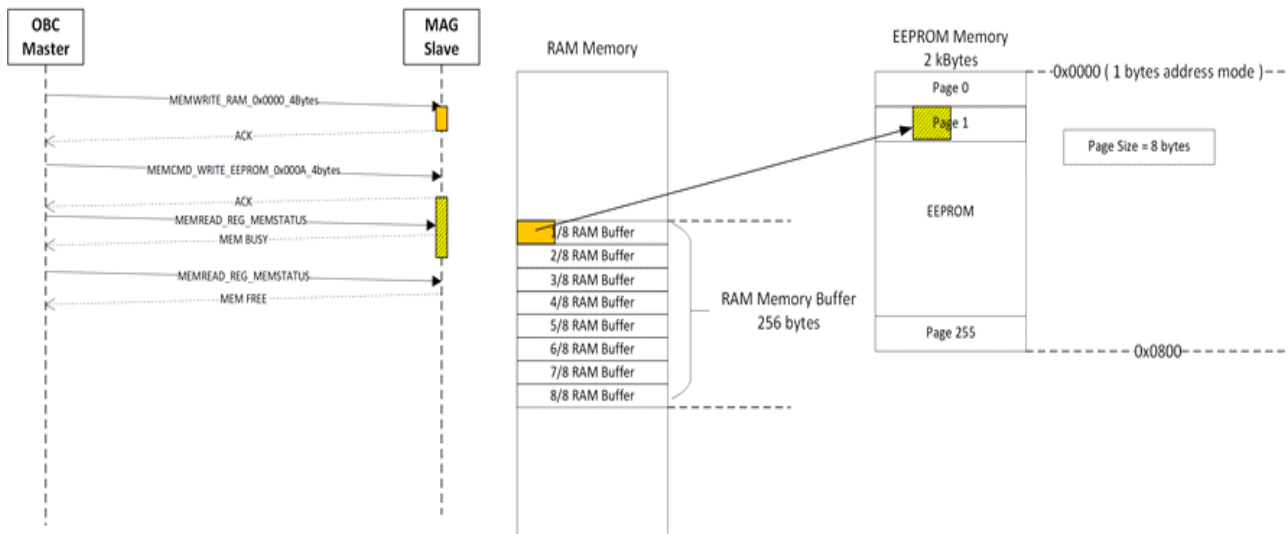 OBC
Master
MAG
Slave
MEMWRITE_RAM_0x0000_4Bytes
ACK
MEMCMD_WRITE_EEPROM_0x000A_4bytes
ACK
MEMREAD_REG_MEMSTATUS
MEM BUSY
MEMREAD_REG_MEMSTATUS
MEM FREE
RAM Memory
1/8 RAM Buffer
2/8 RAM Buffer
3/8 RAM Buffer
4/8 RAM Buffer
5/8 RAM Buffer
6/8 RAM Buffer
7/8 RAM Buffer
8/8 RAM Buffer
RAM Memory Buffer
256 bytes
EEPROM Memory
2 kBytes
Page 0
Page 1
EEPROM
Page 255
0x0000 ( 1 bytes address mode )
Page Size = 8 bytes
0x0800